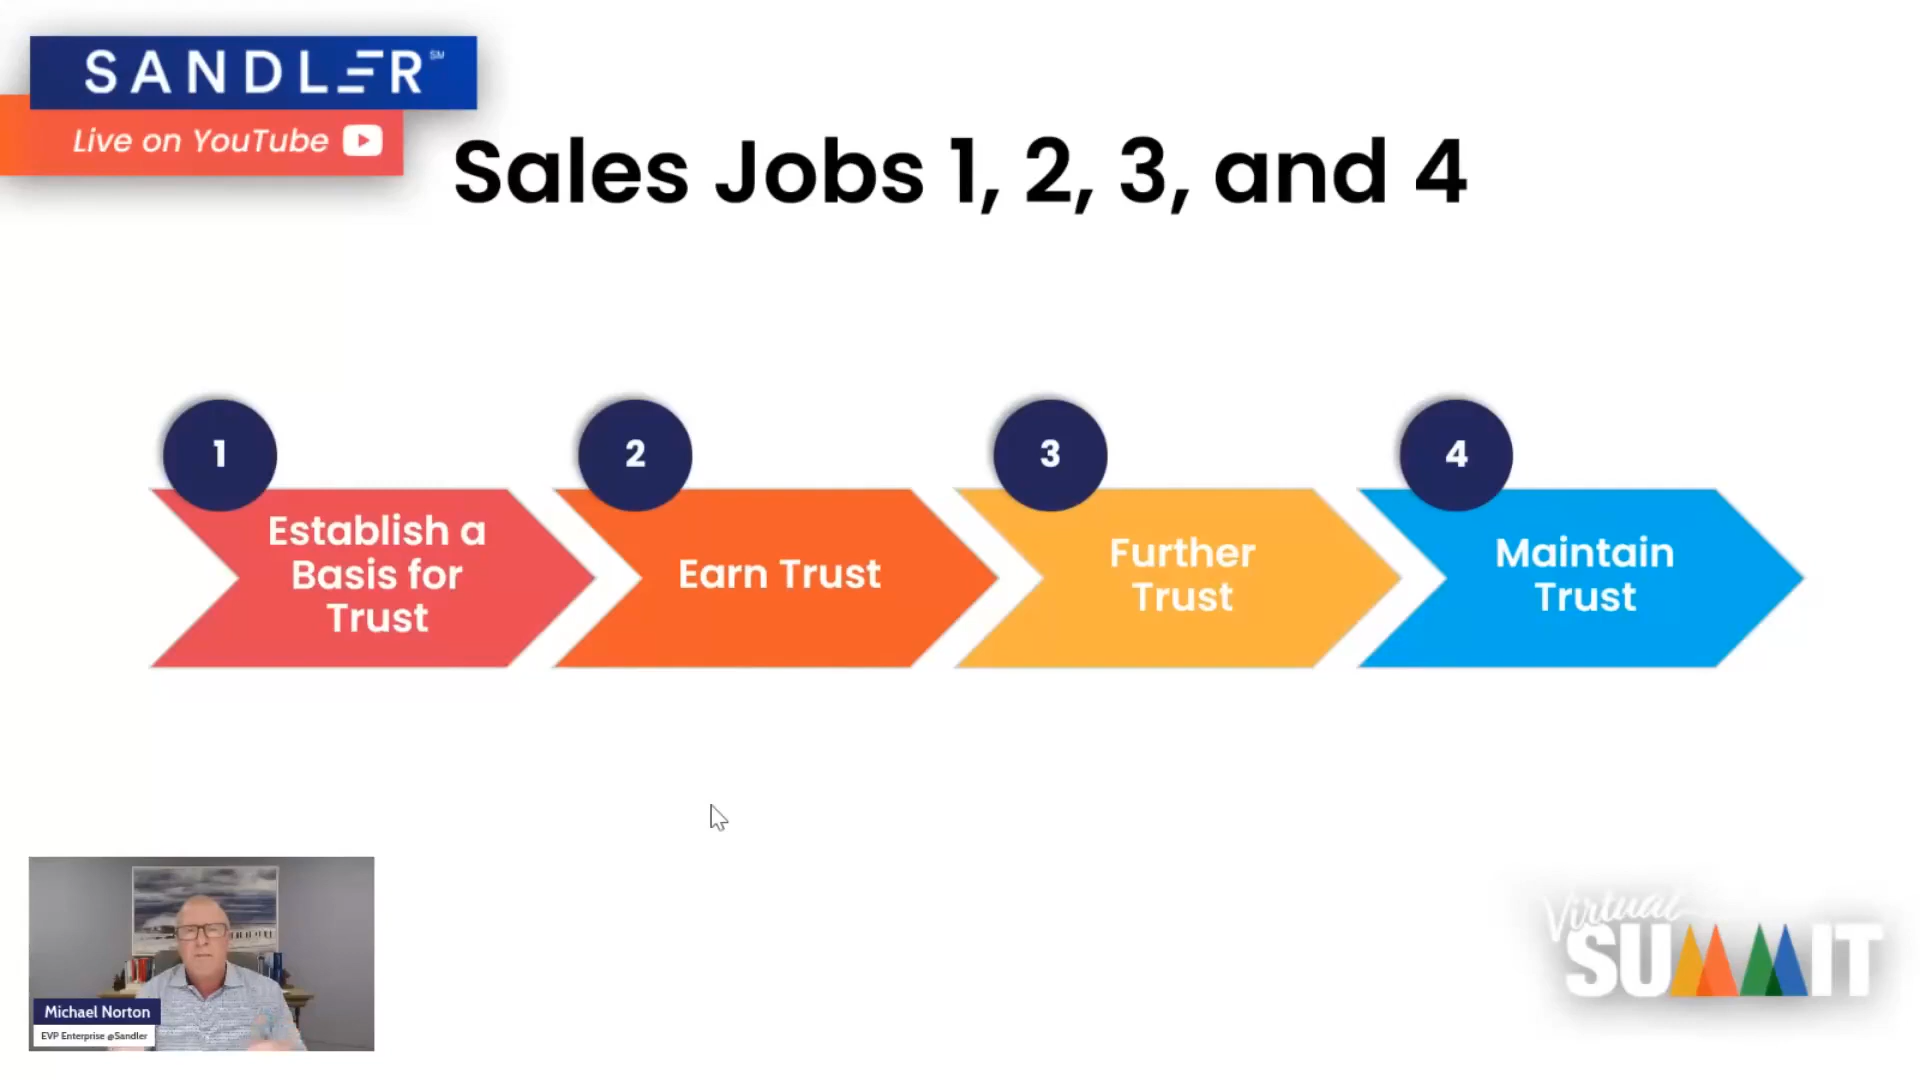 SANDLER℠
Live on YouTube
Sales Jobs 1, 2, 3, and 4
1
Establish a
Basis for
Trust
2
Earn Trust
3
Further
Trust
4
Maintain
Trust
Michael Norton
EVP Enterprise @Sandler
Virtual
SUMMIT